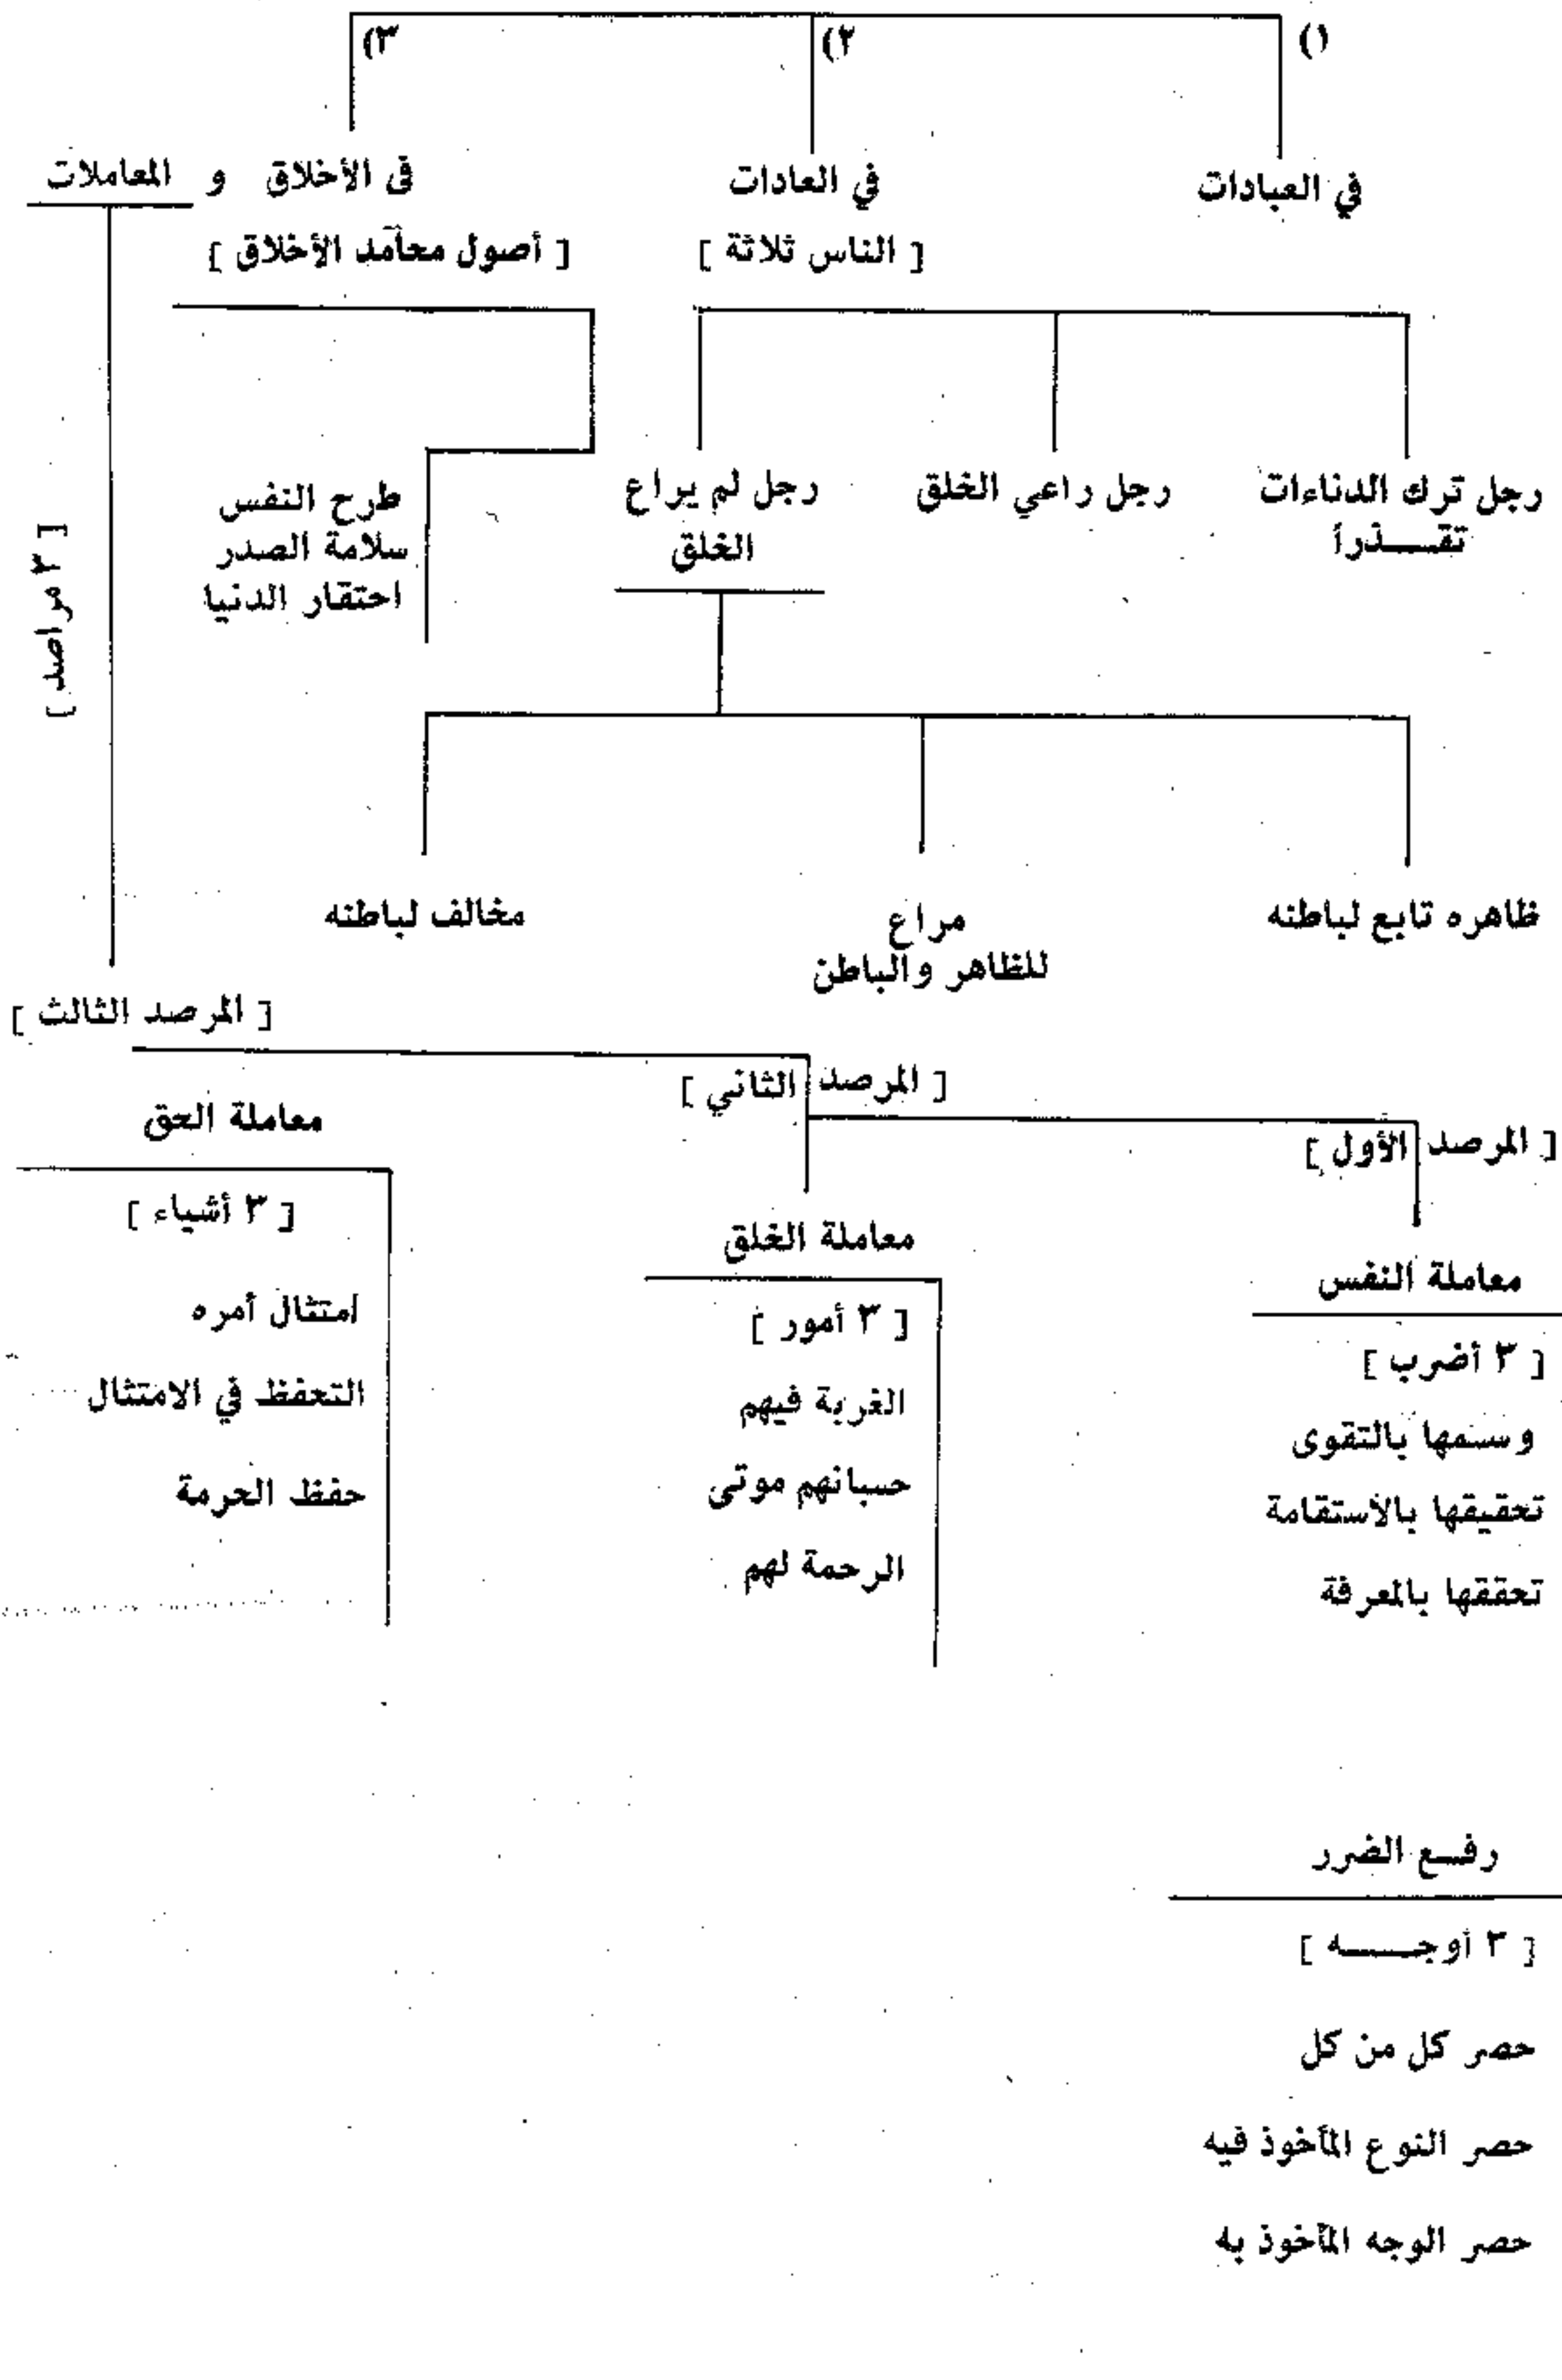 ١)
٢)
٣)
في العبادات
في العادات
[ الناس ثلاثة ]
فى الأخلاق و المعاملات
[ أصول محامد الأخلاق ]
رجل ترك الدناءات
تقــــذراً
رجل راعي الخلق
رجل لم يراع
الخلق
طرح النفس
سلامة الصدر
احتقار الدنيا
[ ٣ مراصد ]
ظاهره تابع لباطنه
مراع
للظاهر والباطن
مخالف لباطنه
[ المرصد الأول ]
معاملة النفس
[ ٣ أضرب ]
وسمها بالتقوى
تحقيقها بالاستقامة
تحققها بالمعرفة
[ المرصد الثاني ]
معاملة الخلق
[ ٣ أمور ]
الغربة فيهم
حسبانهم موتى
الرحمة لهم
[ المرصد الثالث ]
معاملة الحق
[ ٣ أشياء ]
امتثال أمره
التحفظ في الامتثال
حفظ الحرمة
رفــع الضرر
[ ٣ أوجــــه ]
حصر كل من كل
حصر النوع المأخوذ فيه
حصر الوجه المأخوذ به